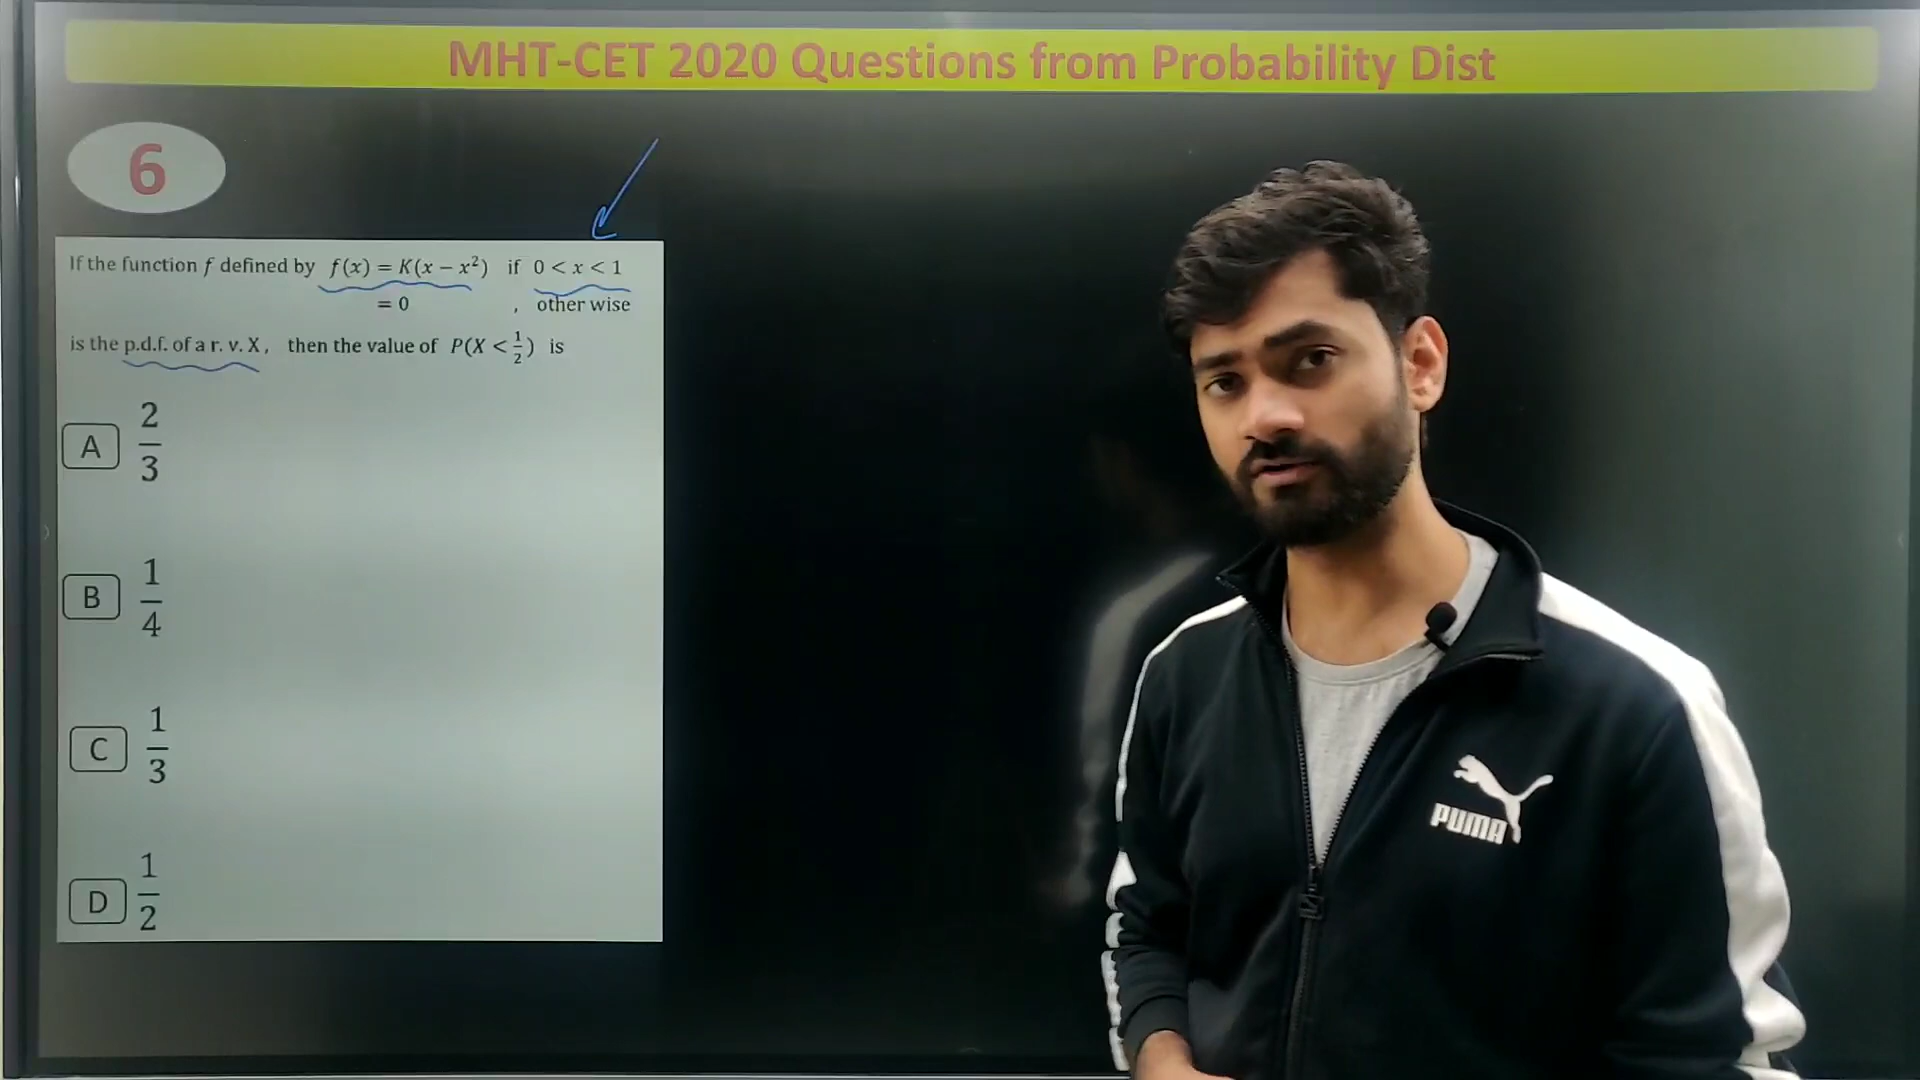 MHT-CET 2020 Questions from Probability Dist
6
If the function f defined by f(x) = K(x − x²) if 0 < x < 1
= 0 , other wise
is the p.d.f. of a r. v. X, then the value of P(X < 1/2) is
A 2/3
B 1/4
C 1/3
D 1/2
PUMA